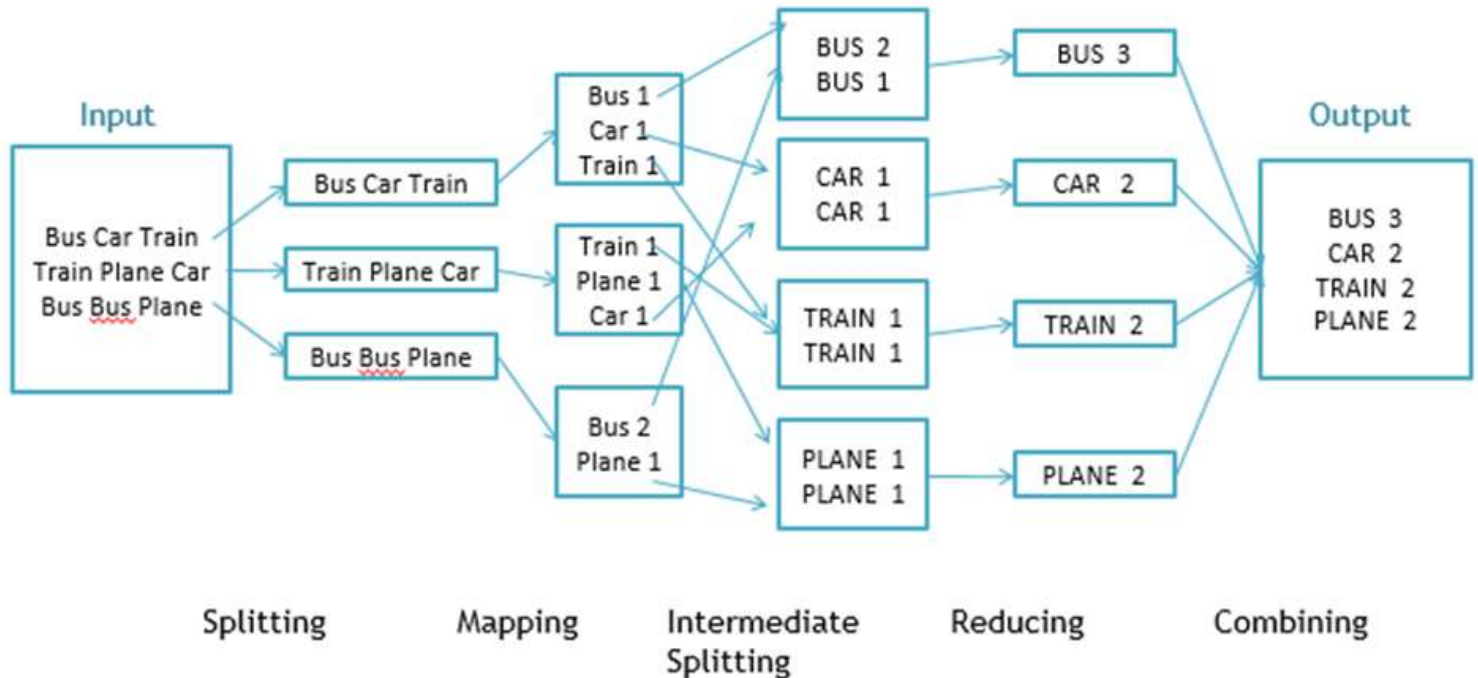 Input
Bus Car Train
Train Plane Car
Bus Bus Plane
Bus Car Train
Train Plane Car
Bus Bus Plane
Bus 1
Car 1
Train 1
Train 1
Plane 1
Car 1
Bus 2
Plane 1
BUS 2
BUS 1
CAR 1
CAR 1
TRAIN 1
TRAIN 1
PLANE 1
PLANE 1
BUS 3
CAR 2
TRAIN 2
PLANE 2
Output
BUS 3
CAR 2
TRAIN 2
PLANE 2
Splitting
Mapping
Intermediate
Splitting
Reducing
Combining